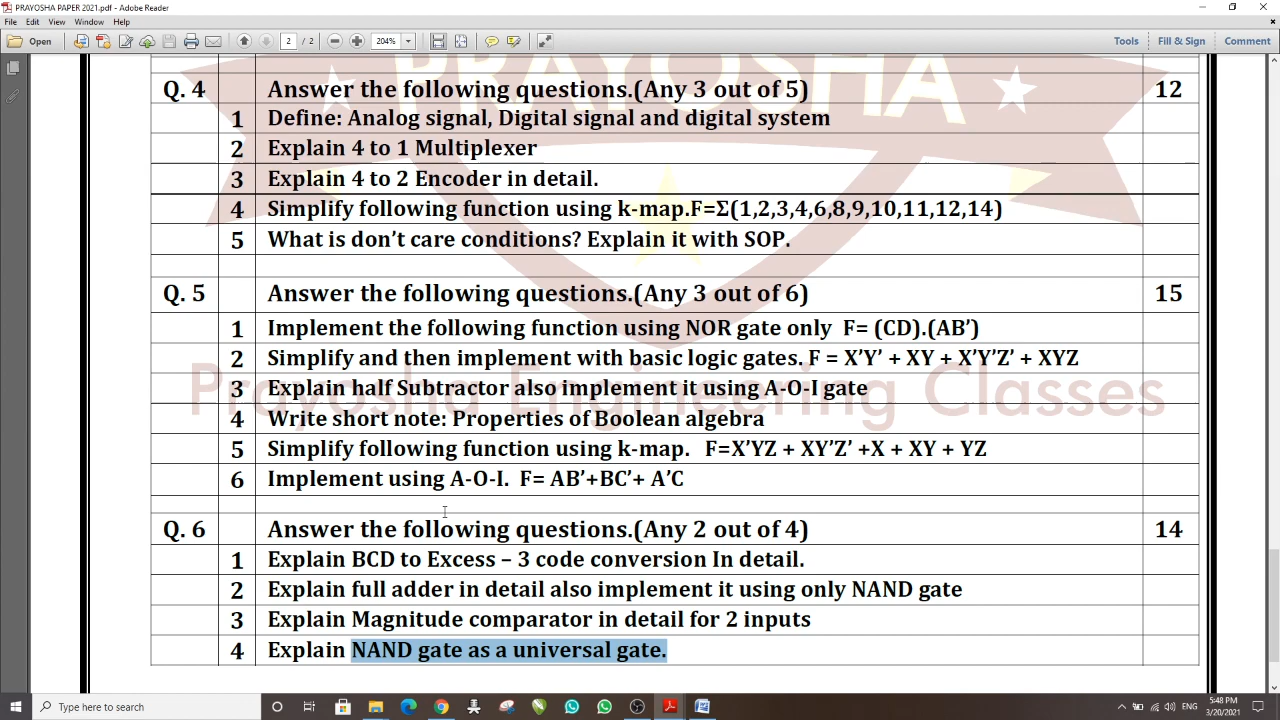 PRAYOSHA PAPER 2021.pdf - Adobe Reader
File Edit View Window Help
Open 2 / 2 204% Tools Fill & Sign Comment
PRAYOSHA
Q. 4 Answer the following questions.(Any 3 out of 5) 12
1 Define: Analog signal, Digital signal and digital system
2 Explain 4 to 1 Multiplexer
3 Explain 4 to 2 Encoder in detail.
4 Simplify following function using k-map.F=Σ(1,2,3,4,6,8,9,10,11,12,14)
5 What is don’t care conditions? Explain it with SOP.
Q. 5 Answer the following questions.(Any 3 out of 6) 15
1 Implement the following function using NOR gate only F= (CD).(AB’)
2 Simplify and then implement with basic logic gates. F = X’Y’ + XY + X’Y’Z’ + XYZ
Prayosha Engineering Classes
3 Explain half Subtractor also implement it using A-O-I gate
4 Write short note: Properties of Boolean algebra
5 Simplify following function using k-map. F=X’YZ + XY’Z’ +X + XY + YZ
6 Implement using A-O-I. F= AB’+BC’+ A’C
Q. 6 Answer the following questions.(Any 2 out of 4) 14
1 Explain BCD to Excess – 3 code conversion In detail.
2 Explain full adder in detail also implement it using only NAND gate
3 Explain Magnitude comparator in detail for 2 inputs
4 Explain NAND gate as a universal gate.
Type here to search ENG 5:48 PM
3/20/2021